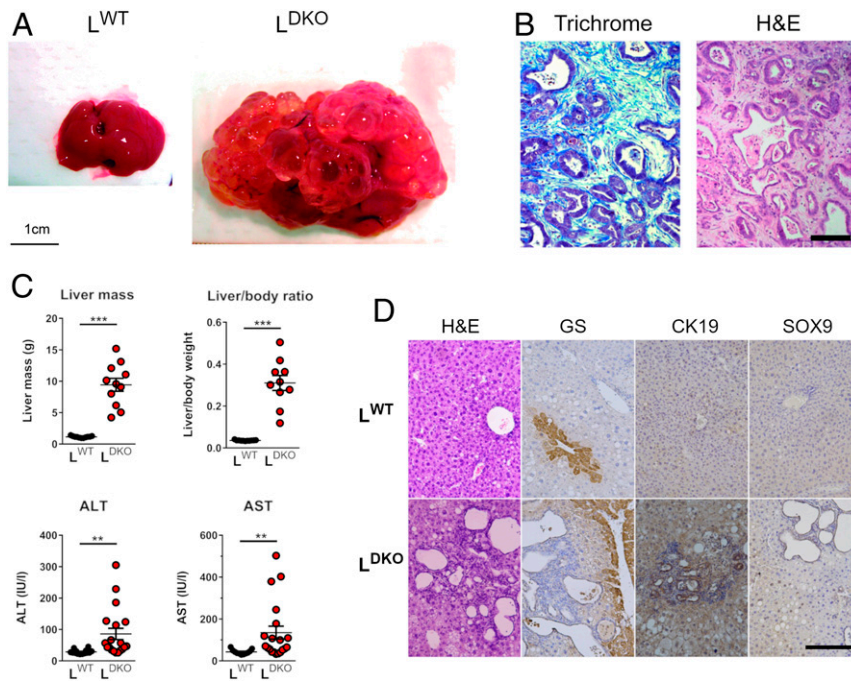 A
L^WT
L^DKO
1cm
B
Trichrome
H&E
C
Liver mass
***
Liver mass (g)
20
15
10
5
0
L^WT L^DKO
Liver/body ratio
***
Liver/body weight
0.6
0.4
0.2
0.0
L^WT L^DKO
ALT
**
ALT (IU/l)
400
300
200
100
0
L^WT L^DKO
AST
**
AST (IU/l)
600
400
200
0
L^WT L^DKO
D
H&E GS CK19 SOX9
L^WT
L^DKO